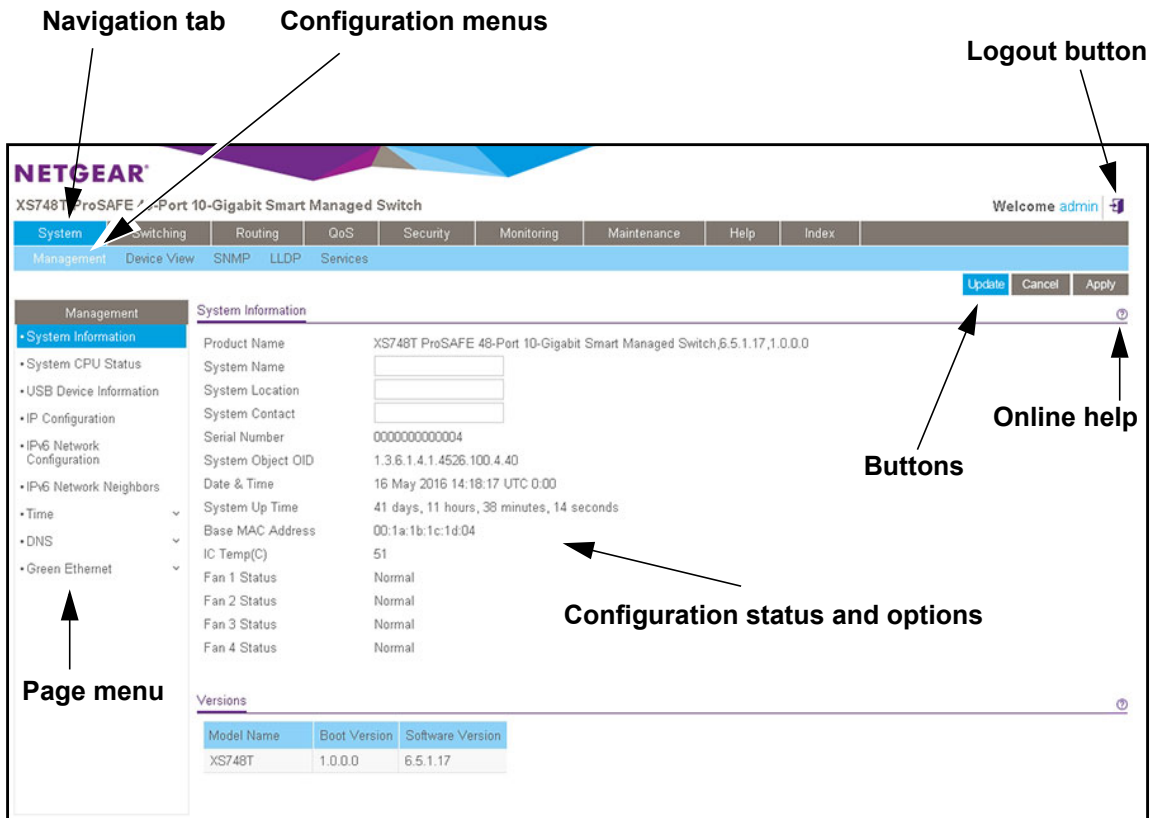 Navigation tab
Configuration menus
Logout button
NETGEAR®
XS748T ProSAFE 48-Port 10-Gigabit Smart Managed Switch
Welcome admin
System Switching Routing QoS Security Monitoring Maintenance Help Index
Management Device View SNMP LLDP Services
Update Cancel Apply
Management
• System Information
• System CPU Status
• USB Device Information
• IP Configuration
• IPv6 Network
Configuration
• IPv6 Network Neighbors
• Time
• DNS
• Green Ethernet
Page menu
System Information
Product Name XS748T ProSAFE 48-Port 10-Gigabit Smart Managed Switch,6.5.1.17,1.0.0.0
System Name
System Location
System Contact
Serial Number 0000000000004
System Object OID 1.3.6.1.4.1.4526.100.4.40
Date & Time 16 May 2016 14:18:17 UTC 0:00
System Up Time 41 days, 11 hours, 38 minutes, 14 seconds
Base MAC Address 00:1a:1b:1c:1d:04
IC Temp(C) 51
Fan 1 Status Normal
Fan 2 Status Normal
Fan 3 Status Normal
Fan 4 Status Normal
Online help
Buttons
Configuration status and options
Versions
Model Name Boot Version Software Version
XS748T 1.0.0.0 6.5.1.17